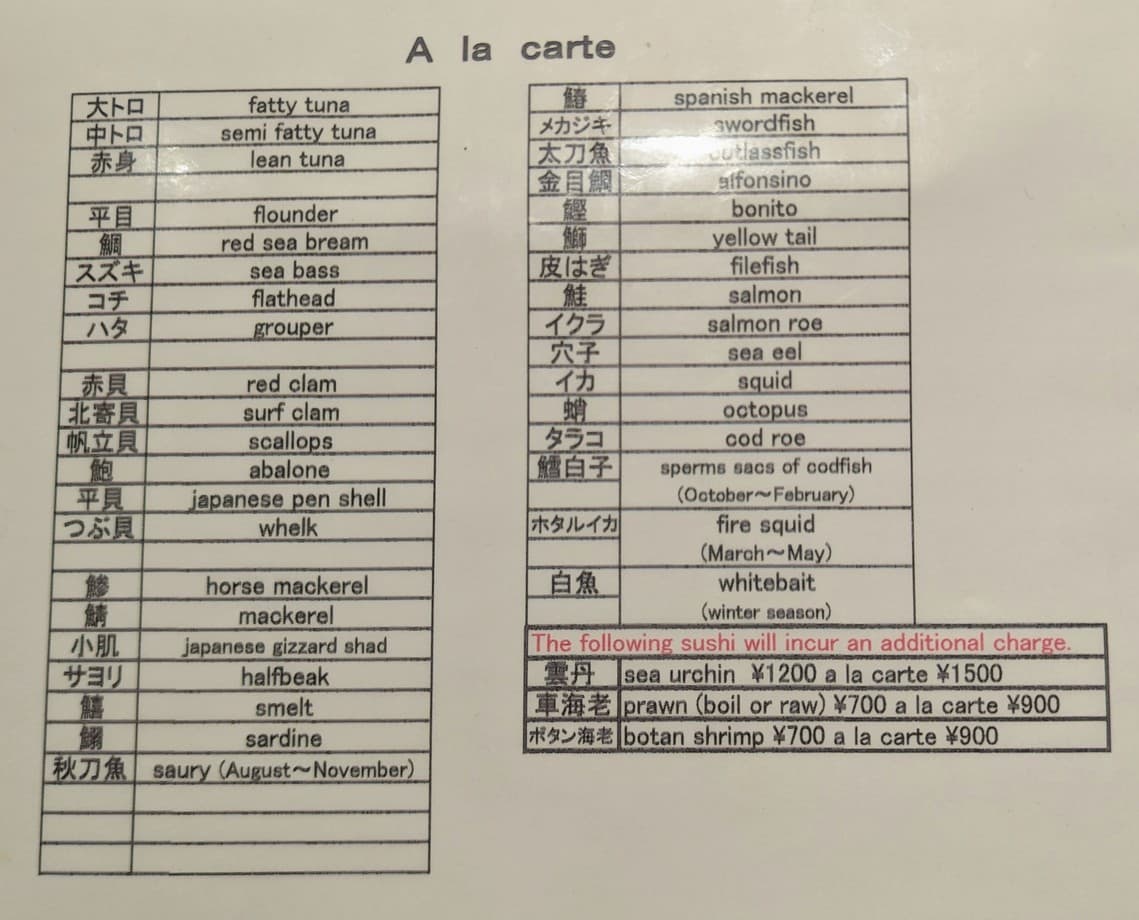 A la carte
大トロ fatty tuna
中トロ semi fatty tuna
赤身 lean tuna
平目 flounder
鯛 red sea bream
スズキ sea bass
コチ flathead
ハタ grouper
赤貝 red clam
北寄貝 surf clam
帆立貝 scallops
鮑 abalone
平貝 japanese pen shell
つぶ貝 whelk
鯵 horse mackerel
鯖 mackerel
小肌 japanese gizzard shad
サヨリ halfbeak
鱚 smelt
鰯 sardine
秋刀魚 saury (August～November)
鰆 spanish mackerel
メカジキ swordfish
太刀魚 cutlassfish
金目鯛 alfonsino
鰹 bonito
鰤 yellow tail
皮はぎ filefish
鮭 salmon
イクラ salmon roe
穴子 sea eel
イカ squid
蛸 octopus
タラコ cod roe
鱈白子 sperms sacs of codfish
(October～February)
ホタルイカ fire squid
(March～May)
白魚 whitebait
(winter season)
The following sushi will incur an additional charge.
雲丹 sea urchin ¥1200 a la carte ¥1500
車海老 prawn (boil or raw) ¥700 a la carte ¥900
ボタン海老 botan shrimp ¥700 a la carte ¥900